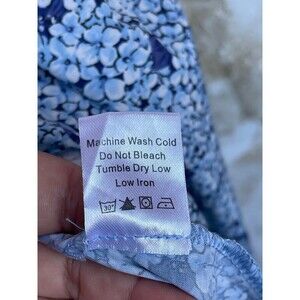 Machine Wash Cold
Do Not Bleach
Tumble Dry Low
Low Iron
30°